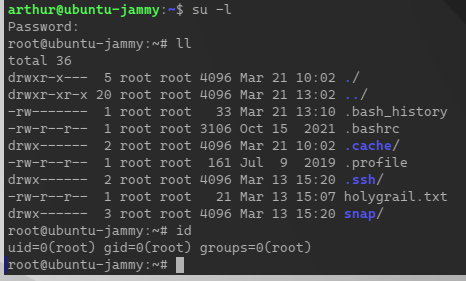 arthur@ubuntu-jammy:~$ su -l
Password:
root@ubuntu-jammy:~# ll
total 36
drwxr-x---  5 root root 4096 Mar 21 10:02 ./
drwxr-xr-x 20 root root 4096 Mar 21 13:02 ../
-rw-------  1 root root   33 Mar 21 13:10 .bash_history
-rw-r--r--  1 root root 3106 Oct 15  2021 .bashrc
drwx------  2 root root 4096 Mar 21 10:02 .cache/
-rw-r--r--  1 root root  161 Jul  9  2019 .profile
drwx------  2 root root 4096 Mar 13 15:20 .ssh/
-rw-r--r--  1 root root   21 Mar 13 15:07 holygrail.txt
drwx------  3 root root 4096 Mar 13 15:20 snap/
root@ubuntu-jammy:~# id
uid=0(root) gid=0(root) groups=0(root)
root@ubuntu-jammy:~#